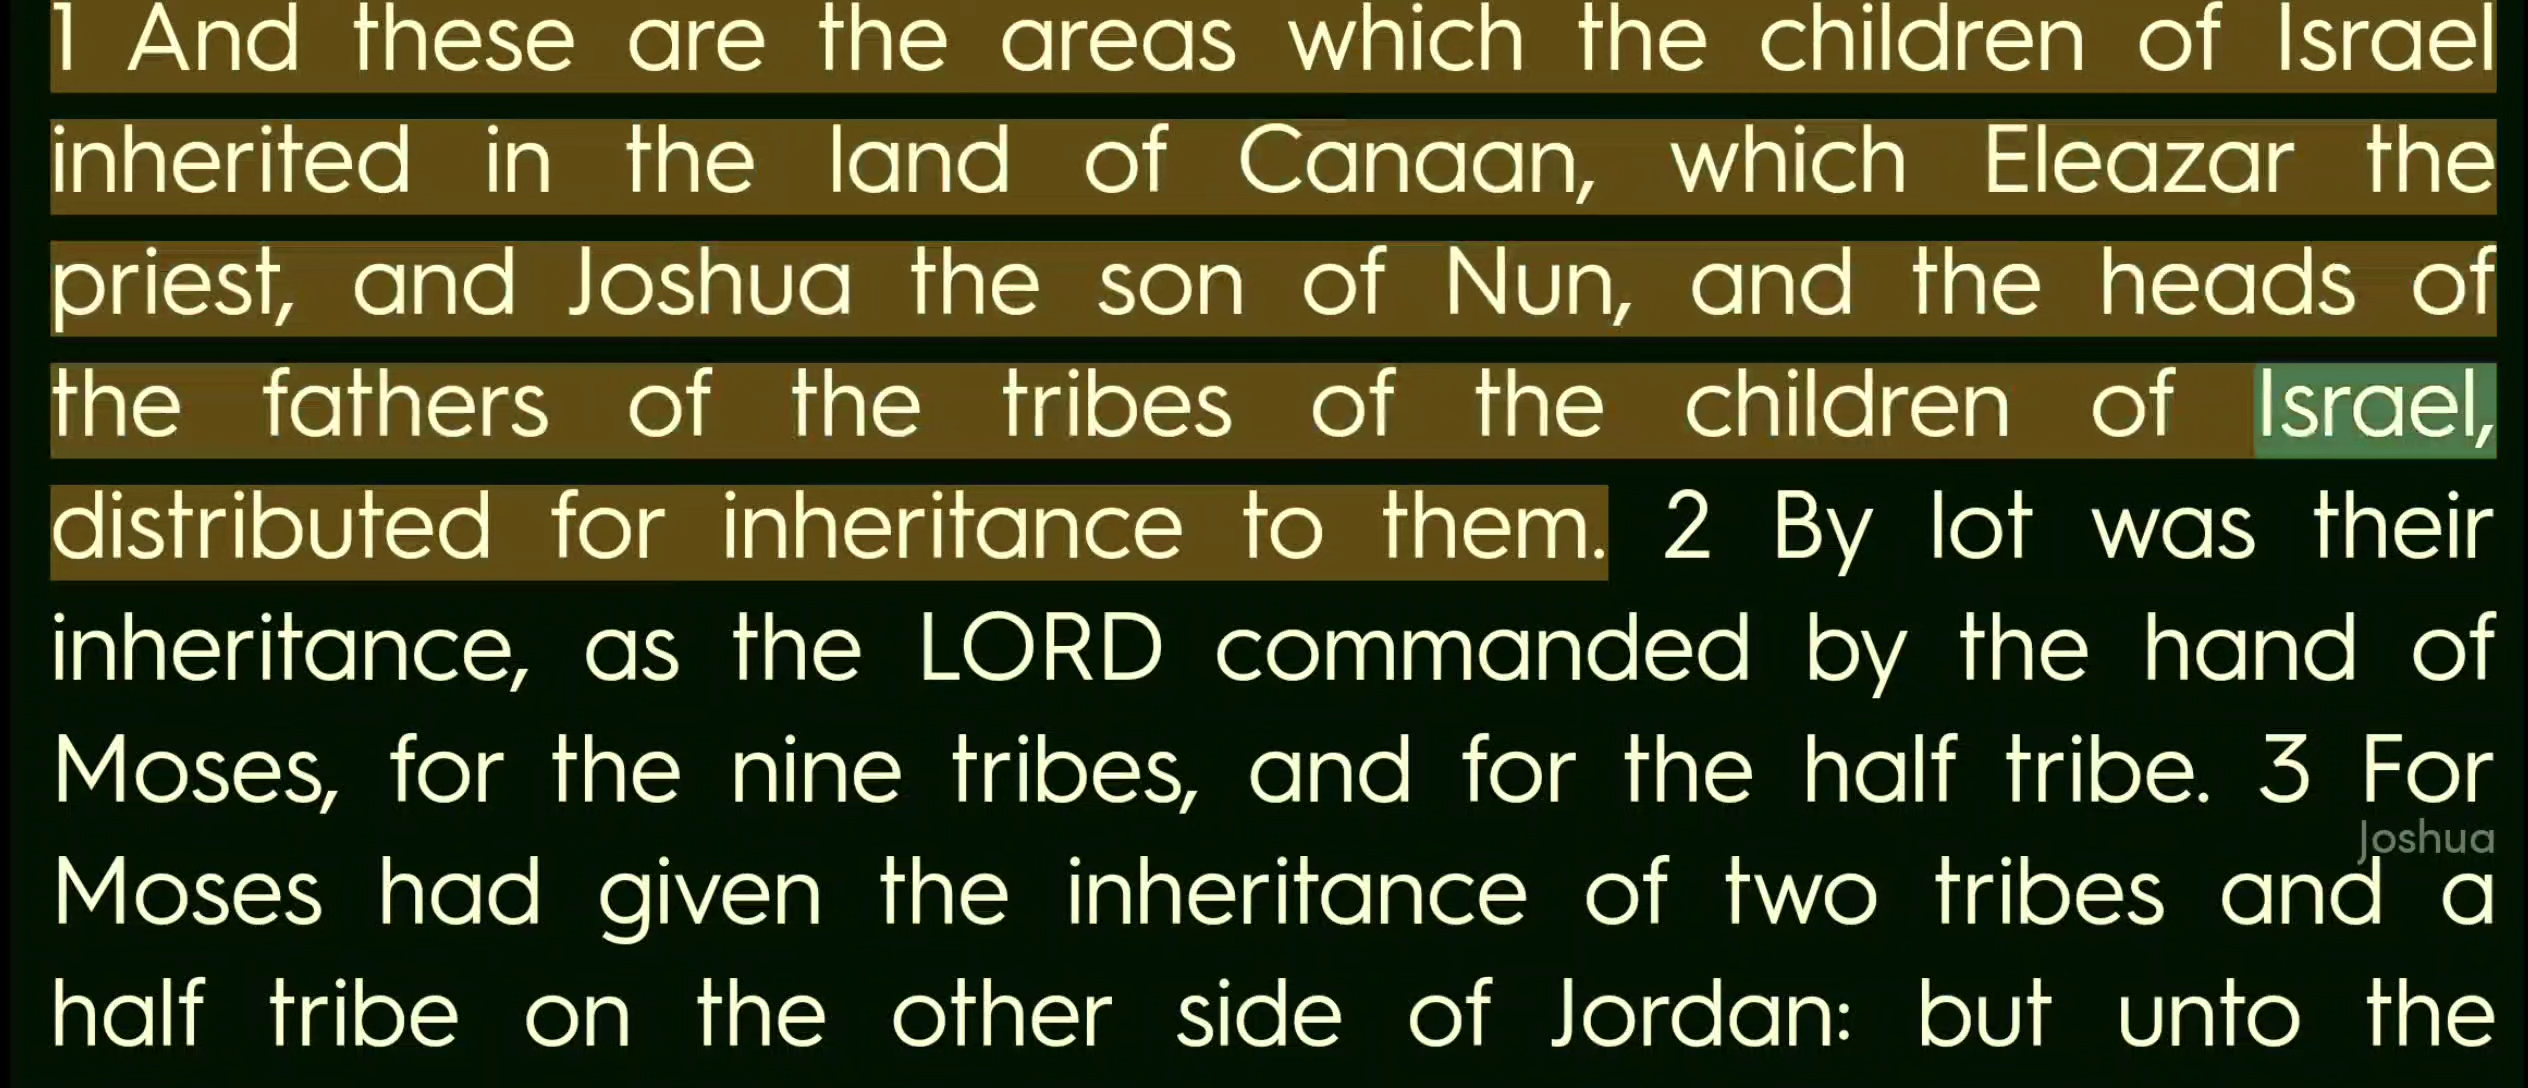 1 And these are the areas which the children of Israel
inherited in the land of Canaan, which Eleazar the
priest, and Joshua the son of Nun, and the heads of
the fathers of the tribes of the children of Israel,
distributed for inheritance to them. 2 By lot was their
inheritance, as the LORD commanded by the hand of
Moses, for the nine tribes, and for the half tribe. 3 For
Joshua
Moses had given the inheritance of two tribes and a
half tribe on the other side of Jordan: but unto the